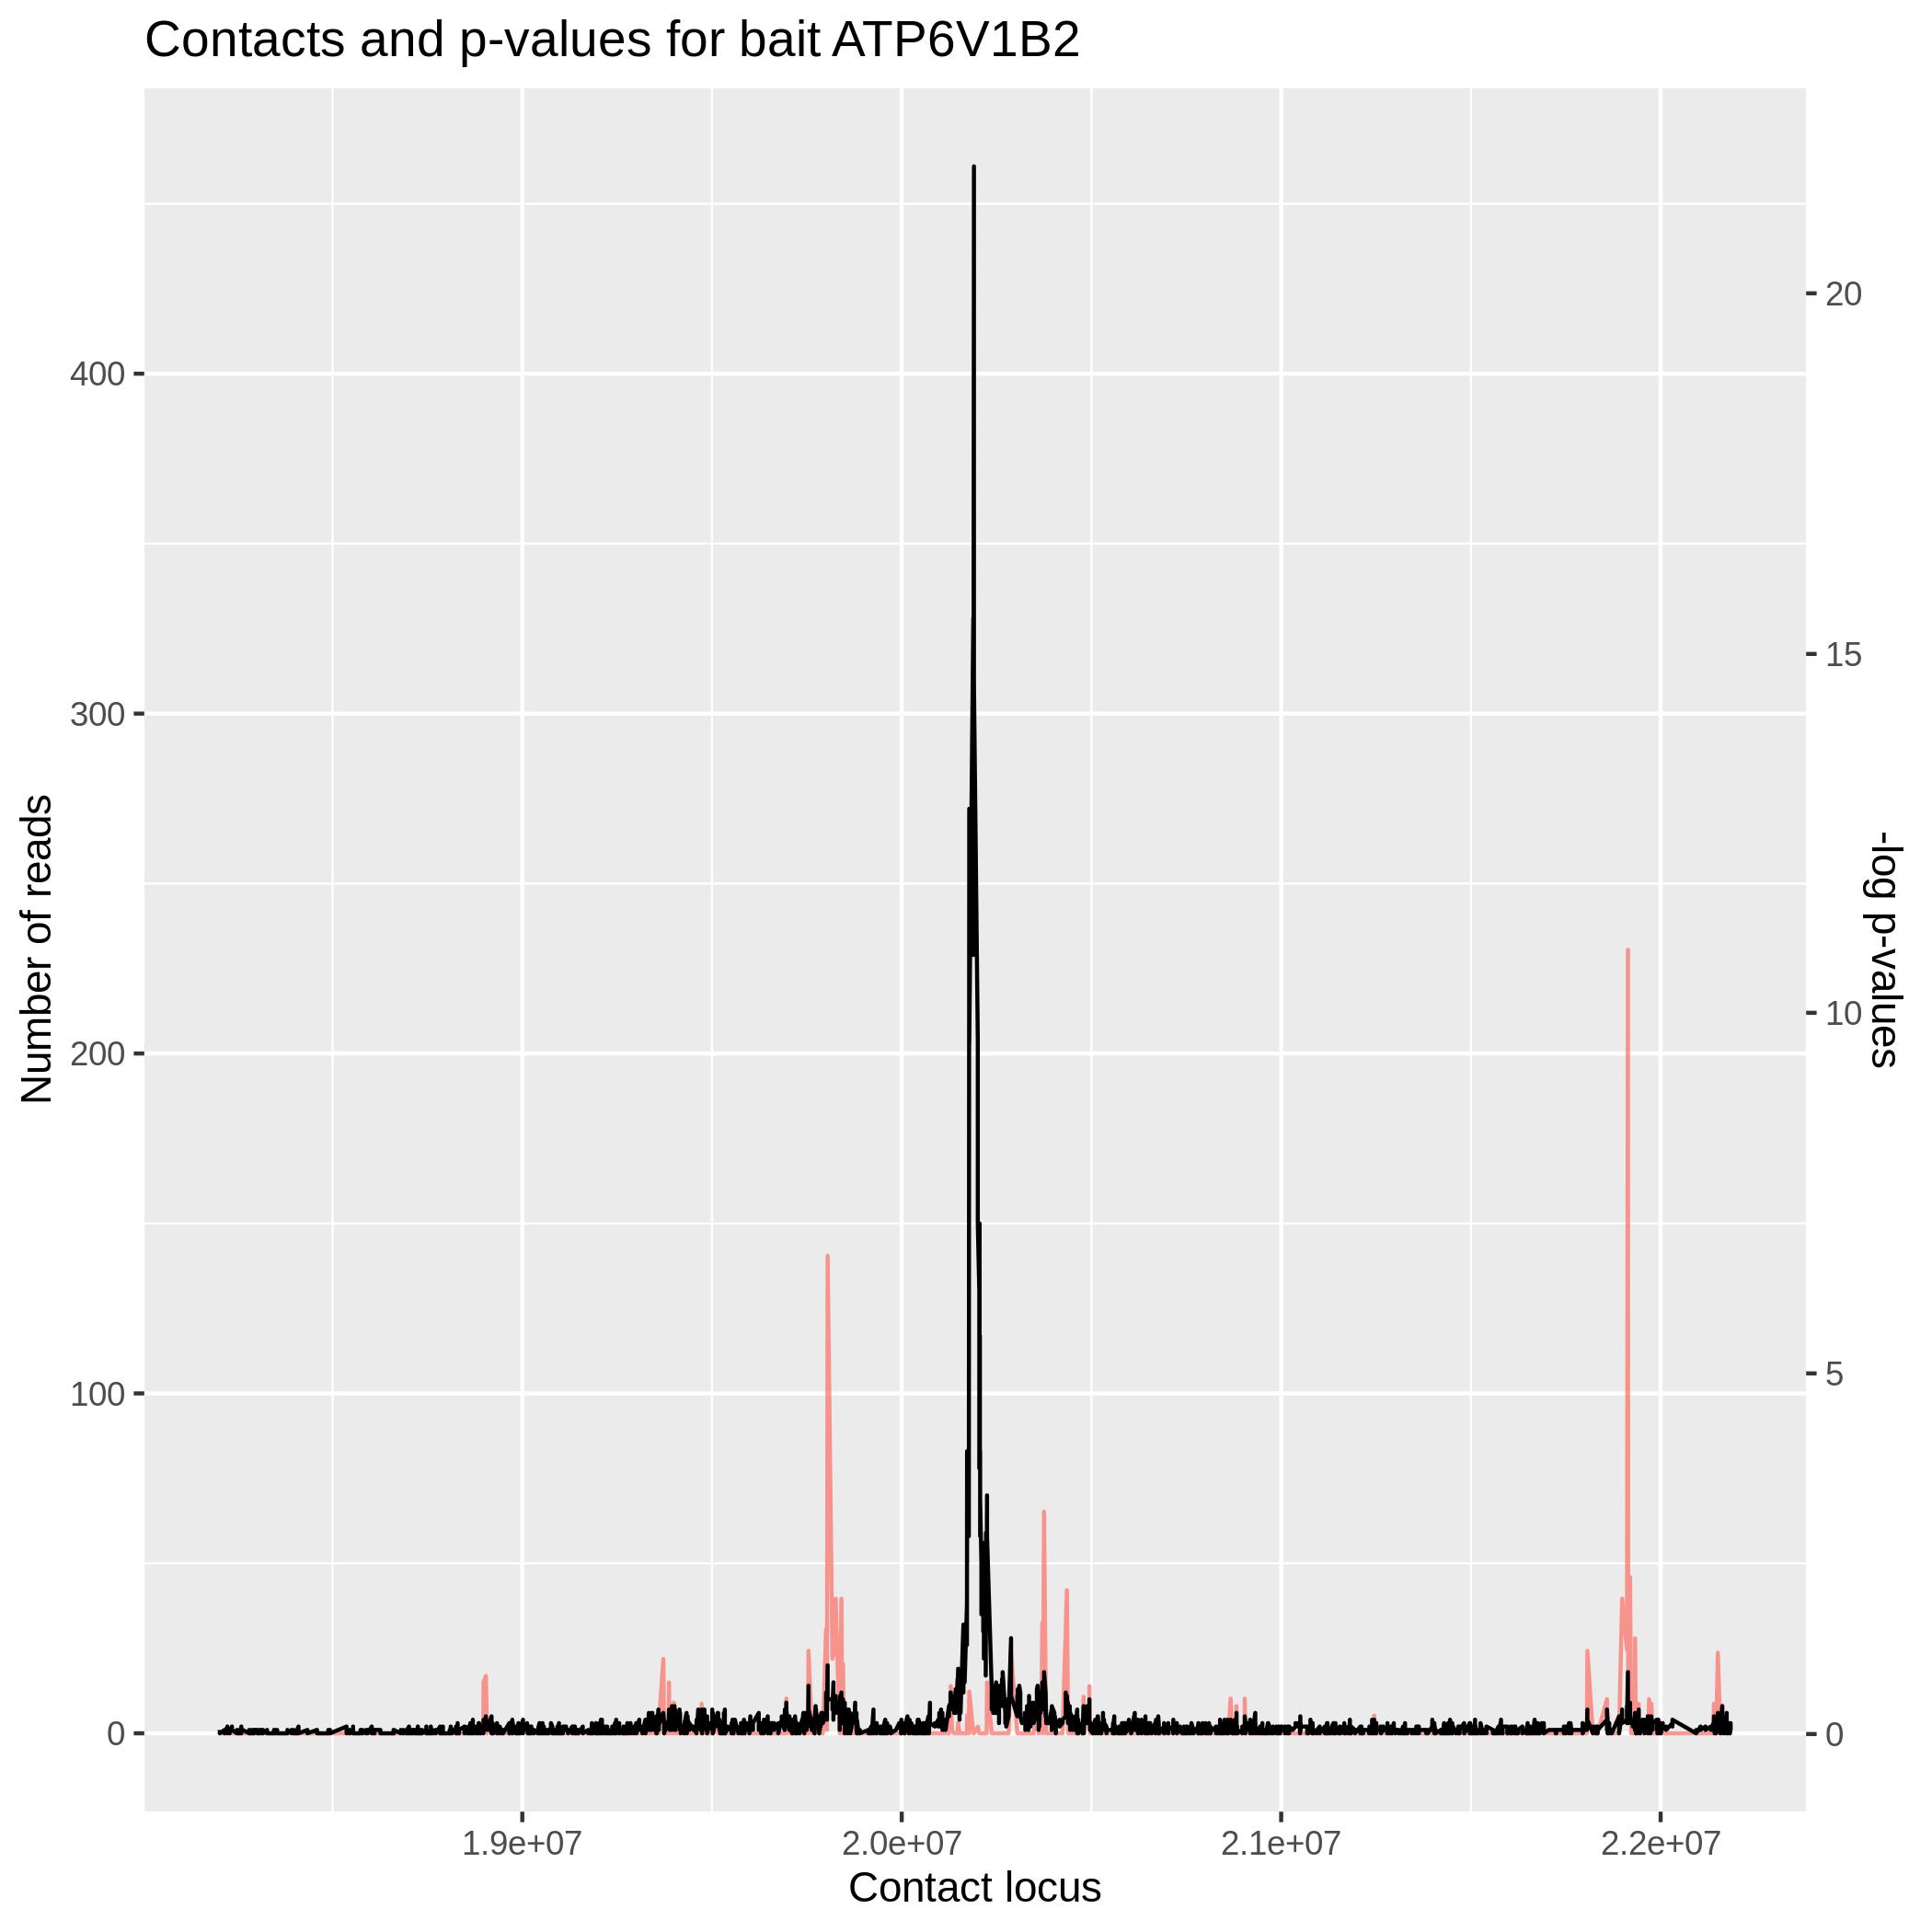 Contacts and p-values for bait ATP6V1B2
Number of reads
400
300
200
100
0
20
15
10
5
0
-log p-values
1.9e+07
2.0e+07
2.1e+07
2.2e+07
Contact locus